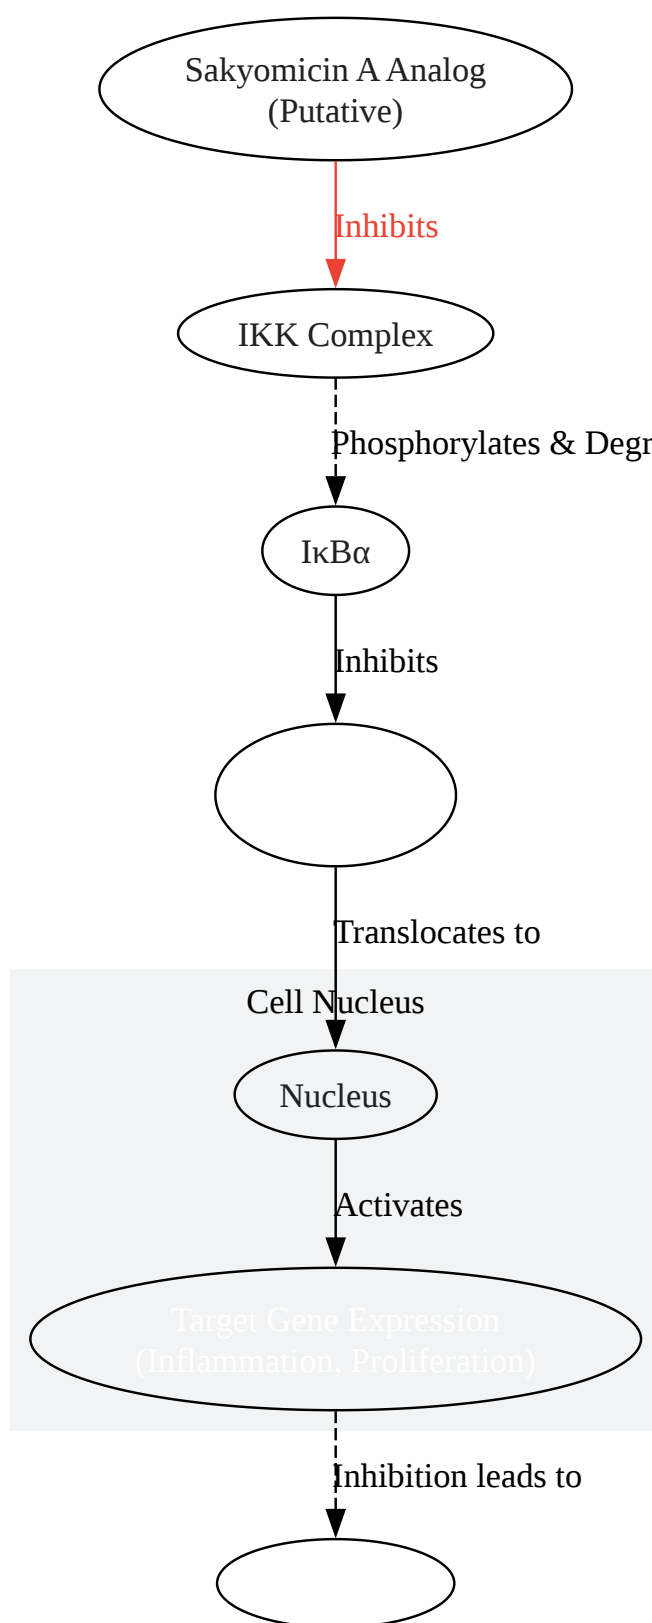 Sakyomicin A Analog
(Putative)
Inhibits
IKK Complex
Phosphorylates & Degr
IκBα
Inhibits
Translocates to
Cell Nucleus
Nucleus
Activates
Target Gene Expression
(Inflammation, Proliferation)
Inhibition leads to